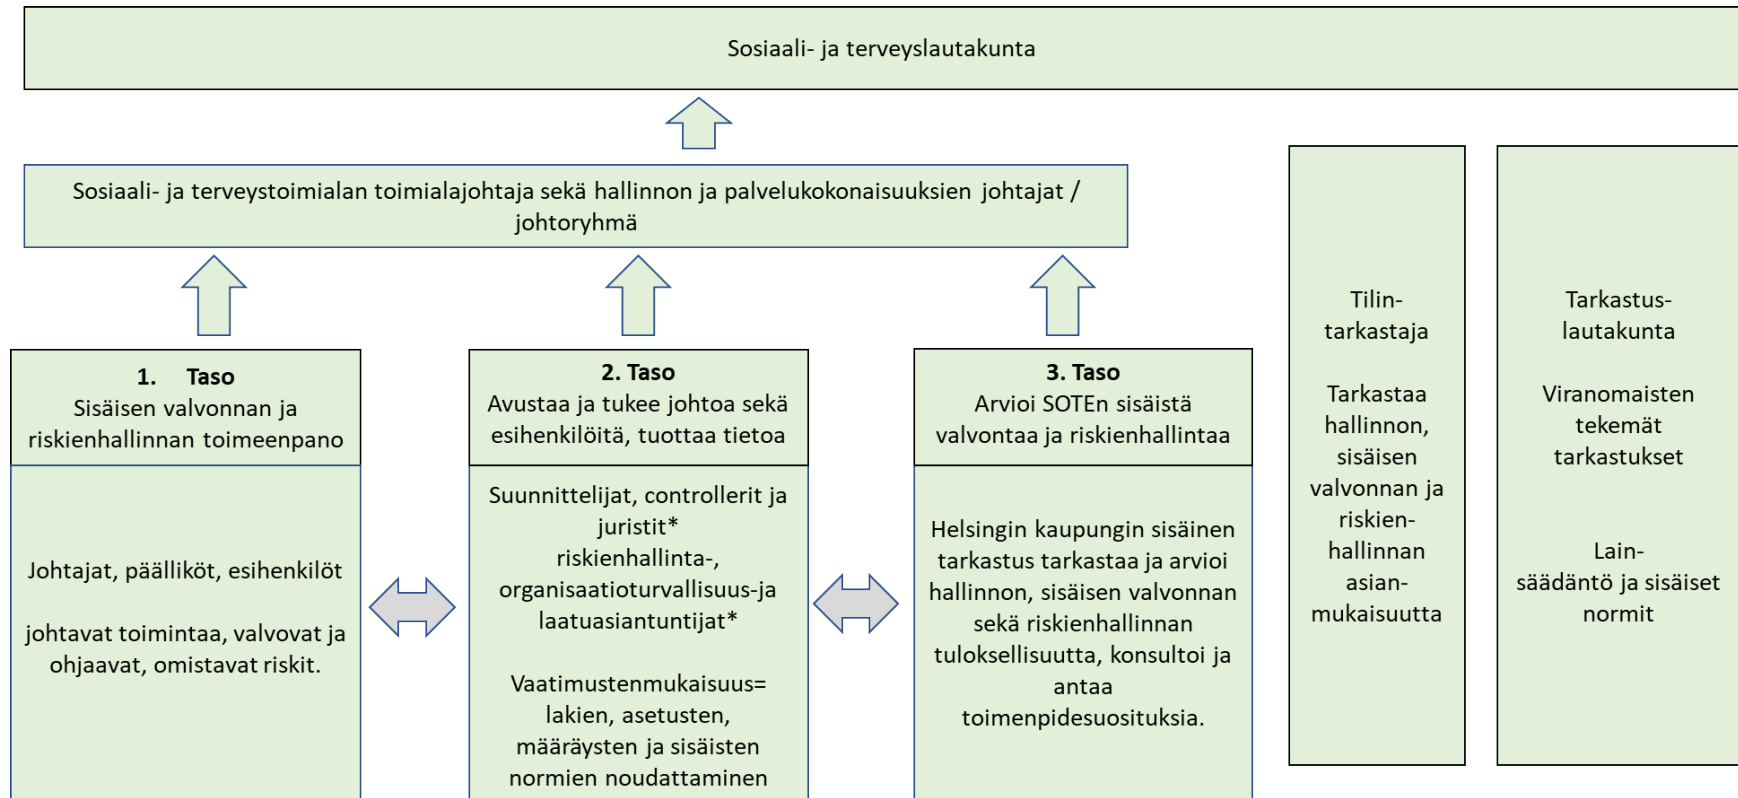 Sosiaali- ja terveyslautakunta
Sosiaali- ja terveystoimialan toimialajohtaja sekä hallinnon ja palvelukokonaisuuksien johtajat /
johtoryhmä
1. Taso
Sisäisen valvonnan ja
riskienhallinnan toimeenpano
Johtajat, päälliköt, esihenkilöt
johtavat toimintaa, valvovat ja
ohjaavat, omistavat riskit.
2. Taso
Avustaa ja tukee johtoa sekä
esihenkilöitä, tuottaa tietoa
Suunnittelijat, controllerit ja
juristit*
riskienhallinta-,
organisaatioturvallisuus-ja
laatuasiantuntijat*
Vaatimustenmukaisuus=
lakien, asetusten,
määräysten ja sisäisten
normien noudattaminen
3. Taso
Arvioi SOTEn sisäistä
valvontaa ja riskienhallintaa
Helsingin kaupungin sisäinen
tarkastus tarkastaa ja arvioi
hallinnon, sisäisen valvonnan
sekä riskienhallinnan
tuloksellisuutta, konsultoi ja
antaa
toimenpidesuosituksia.
Tilin-
tarkastaja
Tarkastaa
hallinnon,
sisäisen
valvonnan ja
riskien-
hallinnan
asian-
mukaisuutta
Tarkastus-
lautakunta
Viranomaisten
tekemät
tarkastukset
Lain-
säädäntö ja sisäiset
normit